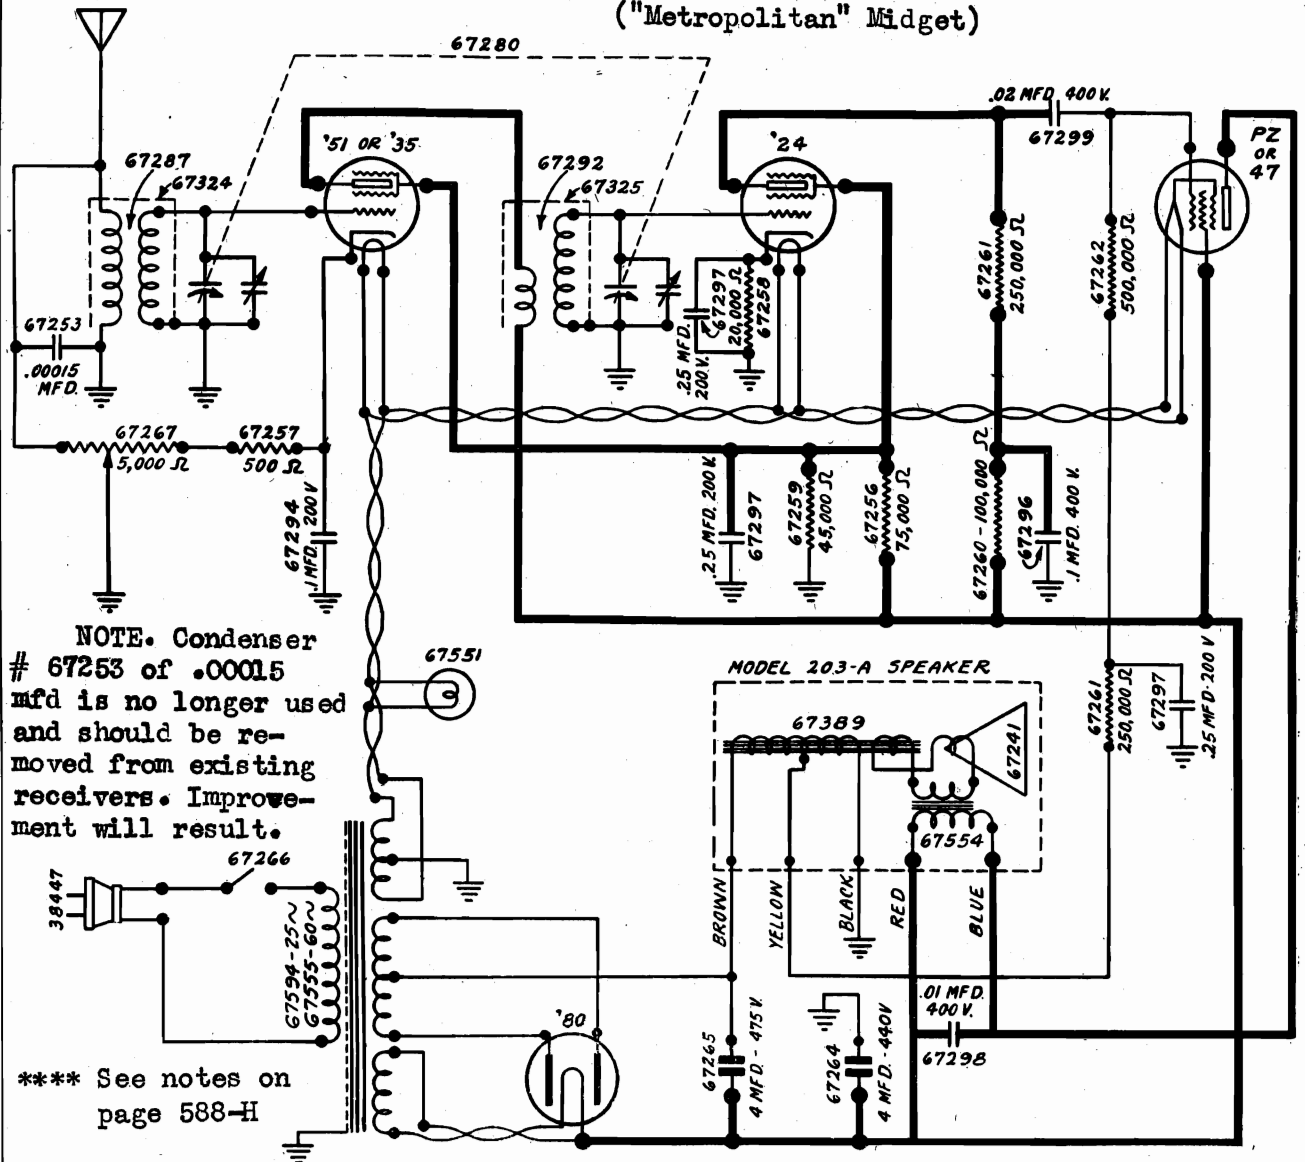 ("Metropolitan" Midget)
67280
.02 MFD. 400 V.
67299
PZ
OR
47
'51 OR '35
'24
67287
67324
67292
67325
67253
.00015
MFD.
67297
.25 MFD.
200 V.
20,000 Ω
67258
67261
250,000 Ω
67262
500,000 Ω
67267
5,000 Ω
67257
500 Ω
67294
.1 MFD. 200 V
.25 MFD. 200 V.
67297
67259
45,000 Ω
67256
75,000 Ω
67260-100,000 Ω
67296
.1 MFD. 400 V.
NOTE. Condenser
# 67253 of .00015
mfd is no longer used
and should be re-
moved from existing
receivers. Improve-
ment will result.
67551
MODEL 203-A SPEAKER
67389
67241
67554
67261
250,000 Ω
67297
.25 MFD. 200 V
BROWN
YELLOW
BLACK
RED
BLUE
67266
38447
67594-25~
67555-60~
'80
.01 MFD.
400 V.
67298
67265
4 MFD - 475 V.
67264
4 MFD. - 440V
**** See notes on
page 588-H